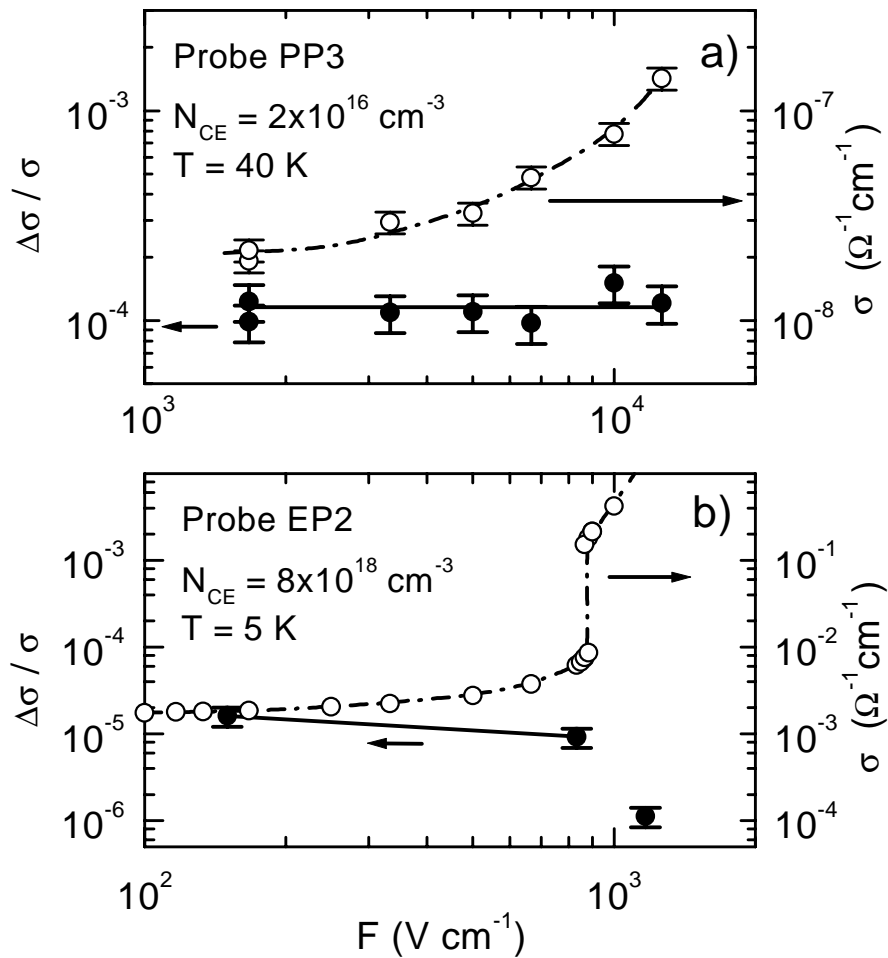 a)
Probe PP3
N_CE = 2x10^16 cm^-3
T = 40 K
Δσ / σ
10^-3
10^-4
σ (Ω^-1cm^-1)
10^-7
10^-8
10^3
10^4
b)
Probe EP2
N_CE = 8x10^18 cm^-3
T = 5 K
Δσ / σ
10^-3
10^-4
10^-5
10^-6
σ (Ω^-1cm^-1)
10^-1
10^-2
10^-3
10^-4
10^2
10^3
F (V cm^-1)